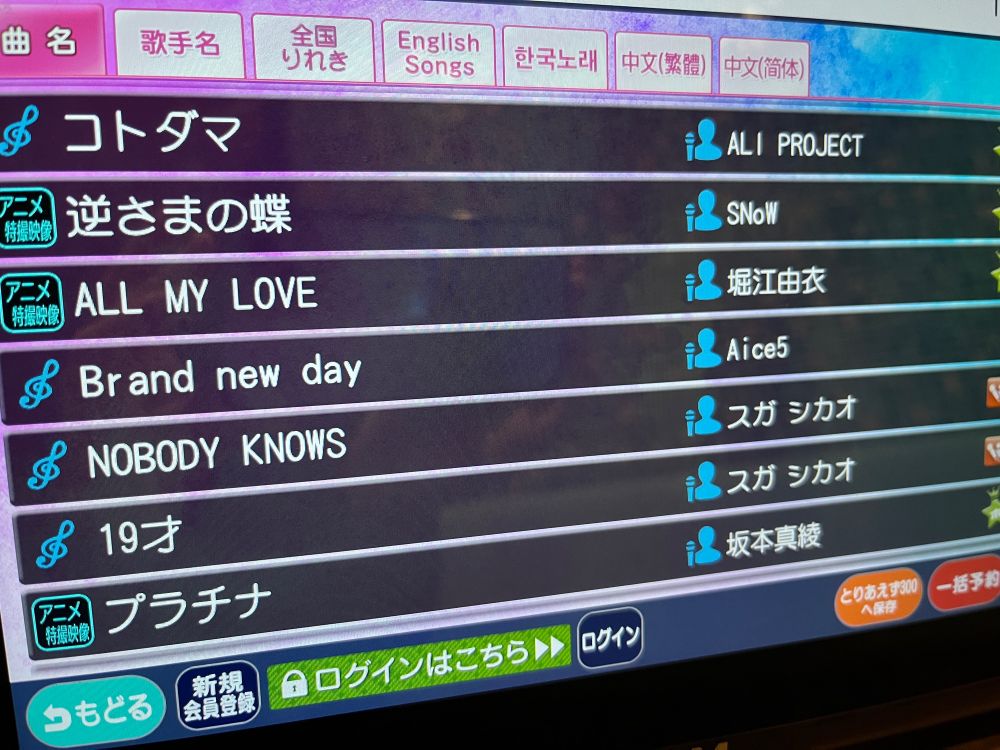 曲名
歌手名
全国
りれき
English
Songs
한국노래
中文(繁體)
中文(简体)
コトダマ
ALI PROJECT
アニメ
特撮映像
逆さまの蝶
SNoW
アニメ
特撮映像
ALL MY LOVE
堀江由衣
Brand new day
Aice5
NOBODY KNOWS
スガ シカオ
19才
スガ シカオ
アニメ
特撮映像
プラチナ
坂本真綾
もどる
新規
会員登録
ログインはこちら
ログイン
とりあえず300
へ保存
一括予約